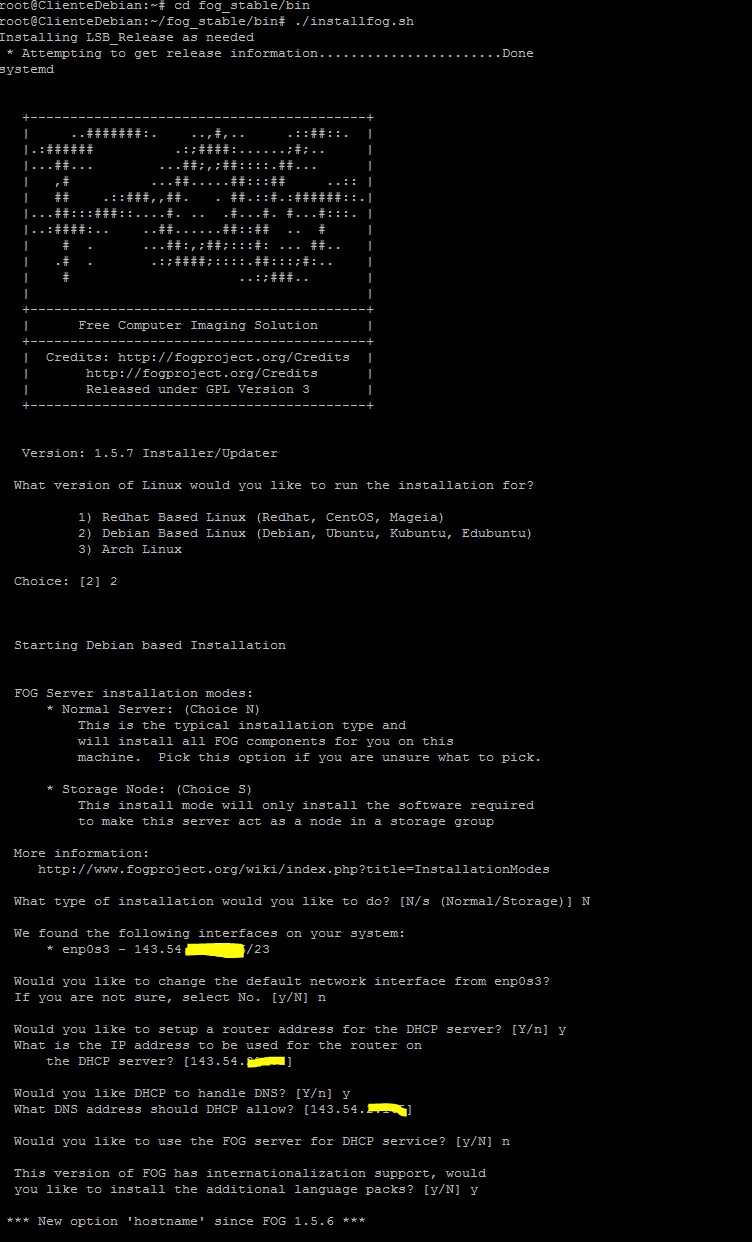 root@ClienteDebian:~# cd fog_stable/bin
root@ClienteDebian:~/fog_stable/bin# ./installfog.sh
Installing LSB_Release as needed
 * Attempting to get release information.......................Done
systemd
+------------------------------------------+
|     ..#######:.    ..,#,..     .::##::.  |
|.:######          .:;####:......;#;..     |
|...##...        ...##;,;##::::.##...      |
|   ,#          ...##.....##:::##     ..:: |
|   ##    .::###,,##.   . ##.::#.:######::.|
|...##:::###::....#. ..  .#...#. #...#:::. |
|..:####:..    ..##......##::##  ..  #     |
|    #  .      ...##:,;##;:::#: ... ##..   |
|   .#  .       .:;####;::::.##:::;#:..    |
|    #                     ..:;###..       |
|                                          |
+------------------------------------------+
|      Free Computer Imaging Solution      |
+------------------------------------------+
|  Credits: http://fogproject.org/Credits  |
|       http://fogproject.org/Credits      |
|       Released under GPL Version 3       |
+------------------------------------------+
Version: 1.5.7 Installer/Updater
What version of Linux would you like to run the installation for?
1) Redhat Based Linux (Redhat, CentOS, Mageia)
2) Debian Based Linux (Debian, Ubuntu, Kubuntu, Edubuntu)
3) Arch Linux
Choice: [2] 2
Starting Debian based Installation
FOG Server installation modes:
* Normal Server: (Choice N)
This is the typical installation type and
will install all FOG components for you on this
machine.  Pick this option if you are unsure what to pick.
* Storage Node: (Choice S)
This install mode will only install the software required
to make this server act as a node in a storage group
More information:
http://www.fogproject.org/wiki/index.php?title=InstallationModes
What type of installation would you like to do? [N/s (Normal/Storage)] N
We found the following interfaces on your system:
* enp0s3 - 143.54 /23
Would you like to change the default network interface from enp0s3?
If you are not sure, select No. [y/N] n
Would you like to setup a router address for the DHCP server? [Y/n] y
What is the IP address to be used for the router on
the DHCP server? [143.54. ]
Would you like DHCP to handle DNS? [Y/n] y
What DNS address should DHCP allow? [143.54. ]
Would you like to use the FOG server for DHCP service? [y/N] n
This version of FOG has internationalization support, would
you like to install the additional language packs? [y/N] y
*** New option 'hostname' since FOG 1.5.6 ***